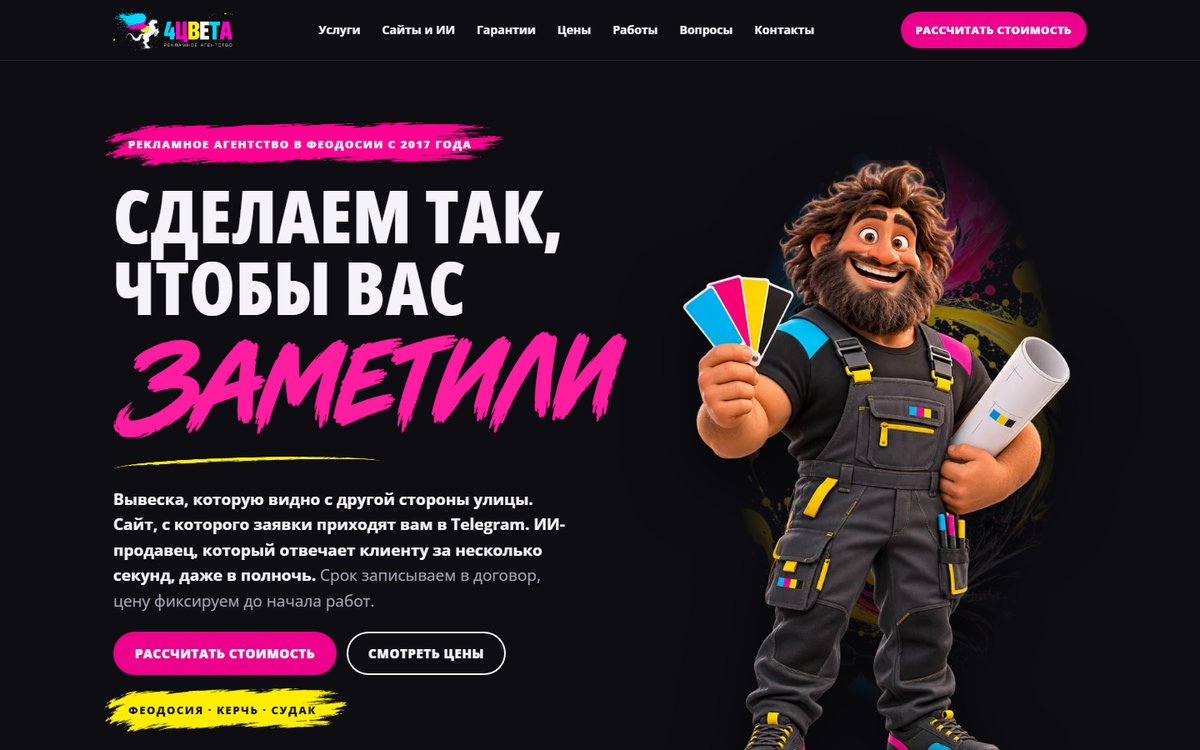 4ЦВЕТА
РЕКЛАМНОЕ АГЕНТСТВО
Услуги
Сайты и ИИ
Гарантии
Цены
Работы
Вопросы
Контакты
РАССЧИТАТЬ СТОИМОСТЬ
РЕКЛАМНОЕ АГЕНТСТВО В ФЕОДОСИИ С 2017 ГОДА
СДЕЛАЕМ ТАК,
ЧТОБЫ ВАС
ЗАМЕТИЛИ
Вывеска, которую видно с другой стороны улицы.
Сайт, с которого заявки приходят вам в Telegram. ИИ-
продавец, который отвечает клиенту за несколько
секунд, даже в полночь. Срок записываем в договор,
цену фиксируем до начала работ.
РАССЧИТАТЬ СТОИМОСТЬ
СМОТРЕТЬ ЦЕНЫ
ФЕОДОСИЯ · КЕРЧЬ · СУДАК